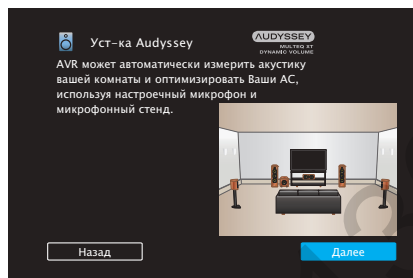 Уст-ка Audyssey
AUDYSSEY
MULTEQ XT
DYNAMIC VOLUME
AVR может автоматически измерить акустику
вашей комнаты и оптимизировать Ваши АС,
используя настроечный микрофон и
микрофонный стенд.
Назад
Далее